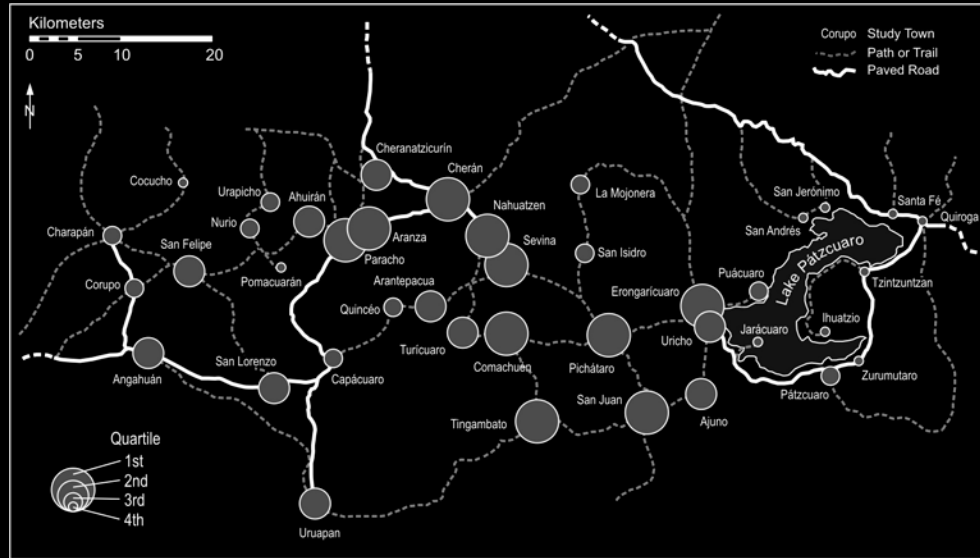 Kilometers
0 5 10 20
N
Corupo Study Town
Path or Trail
Paved Road
Cheranatzicurín
Cherán
Cocucho
Urapicho
Ahuirán
Nahuatzen
La Mojonera
San Jerónimo
Santa Fé
Nurio
San Andrés
Quiroga
Charapán
San Felipe
Aranza
Sevina
Paracho
San Isidro
Pomacuarán
Arantepacua
Puácuaro
Lake Pátzcuaro
Tzintzuntzan
Corupo
Erongarícuaro
Quincéo
Ihuatzio
Jarácuaro
Turícuaro
Uricho
San Lorenzo
Capácuaro
Comachuén
Pichátaro
Zurumutaro
Angahuán
Pátzcuaro
San Juan
Tingambato
Ajuno
Quartile
1st
2nd
3rd
4th
Uruapan